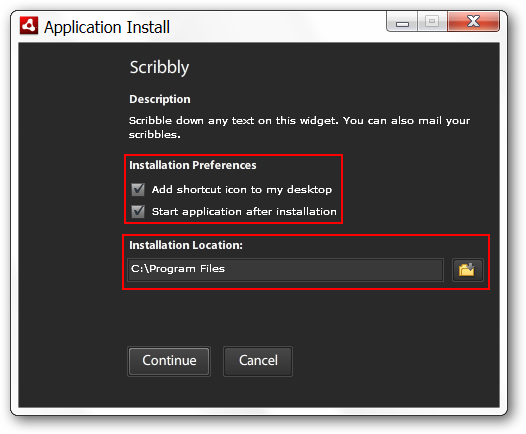 Application Install
Scribbly
Description
Scribble down any text on this widget. You can also mail your
scribbles.
Installation Preferences
Add shortcut icon to my desktop
Start application after installation
Installation Location:
C:\Program Files
Continue
Cancel